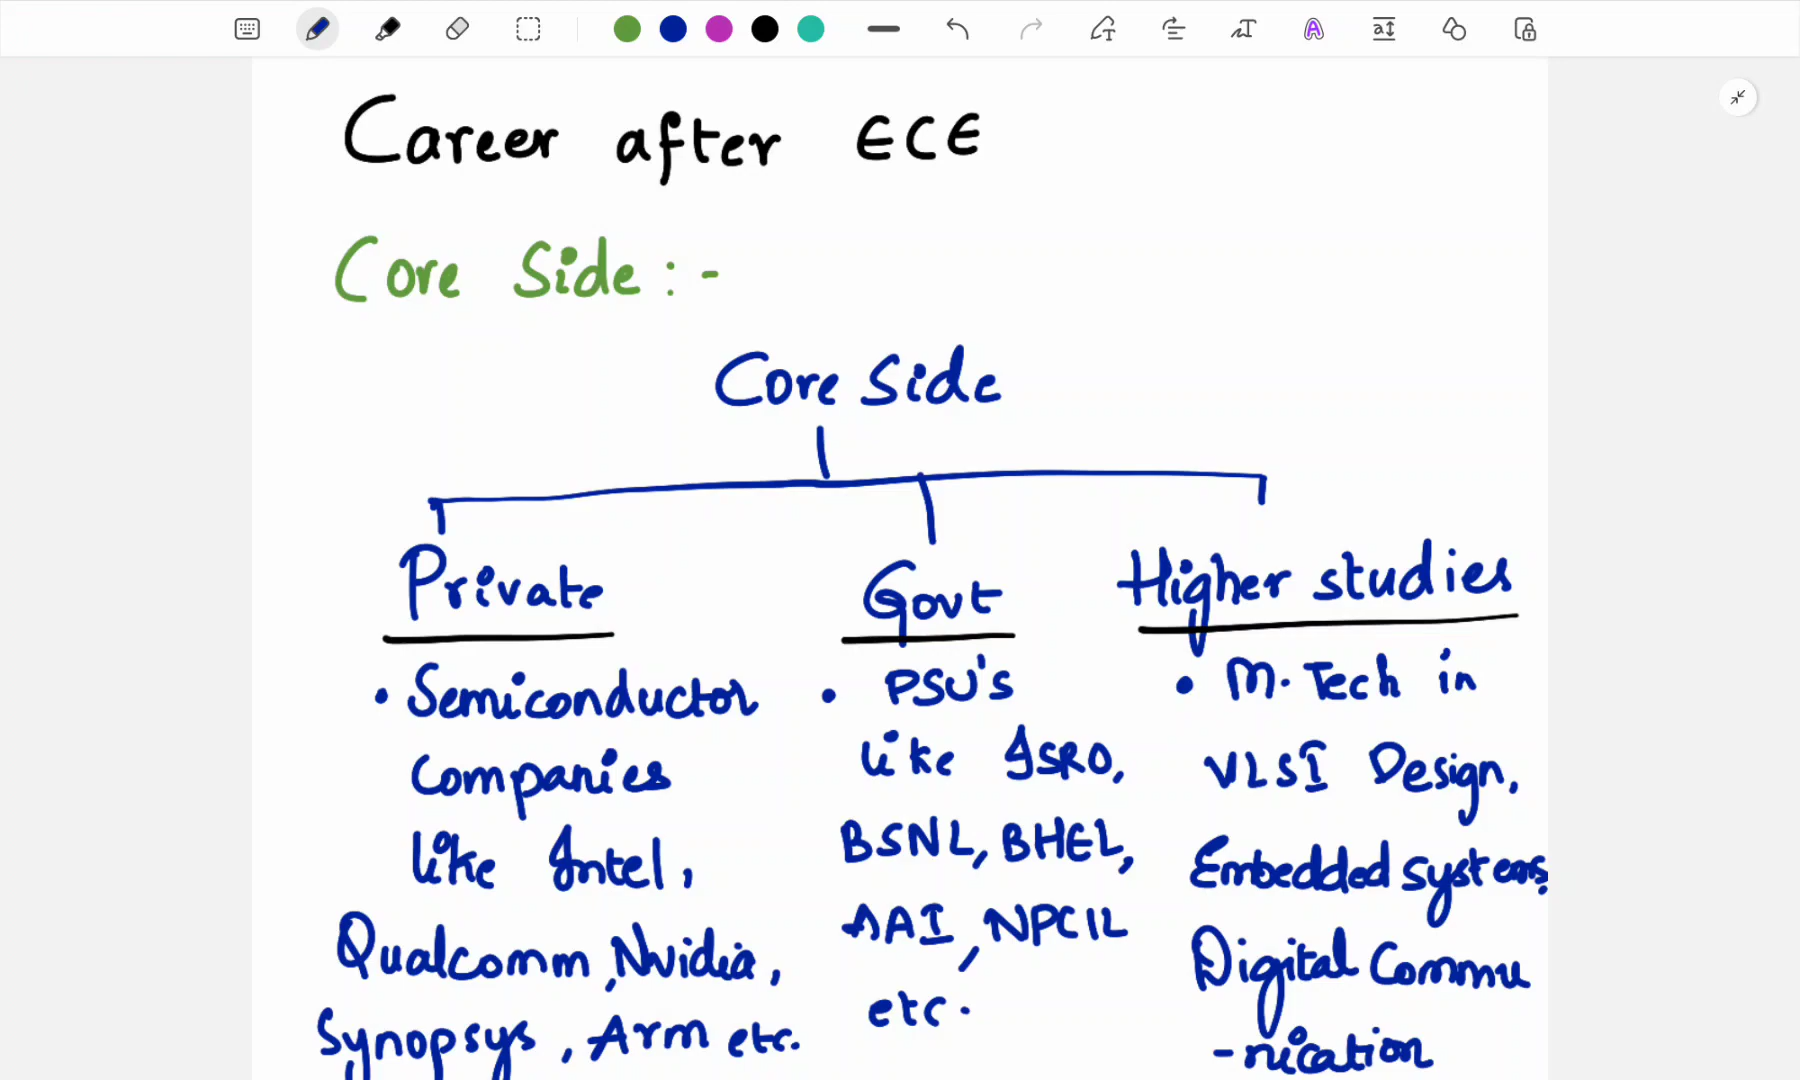 Career after ECE
Core Side :-
Core Side
Private
• Semiconductor
Companies
like Intel,
Qualcomm, Nvidia,
Synopsys, Arm etc.
Govt
• PSU's
like ISRO,
BSNL, BHEL,
AAI, NPCIL
etc.
Higher studies
• M.Tech in
VLSI Design,
Embedded systems,
Digital Commu
-nication